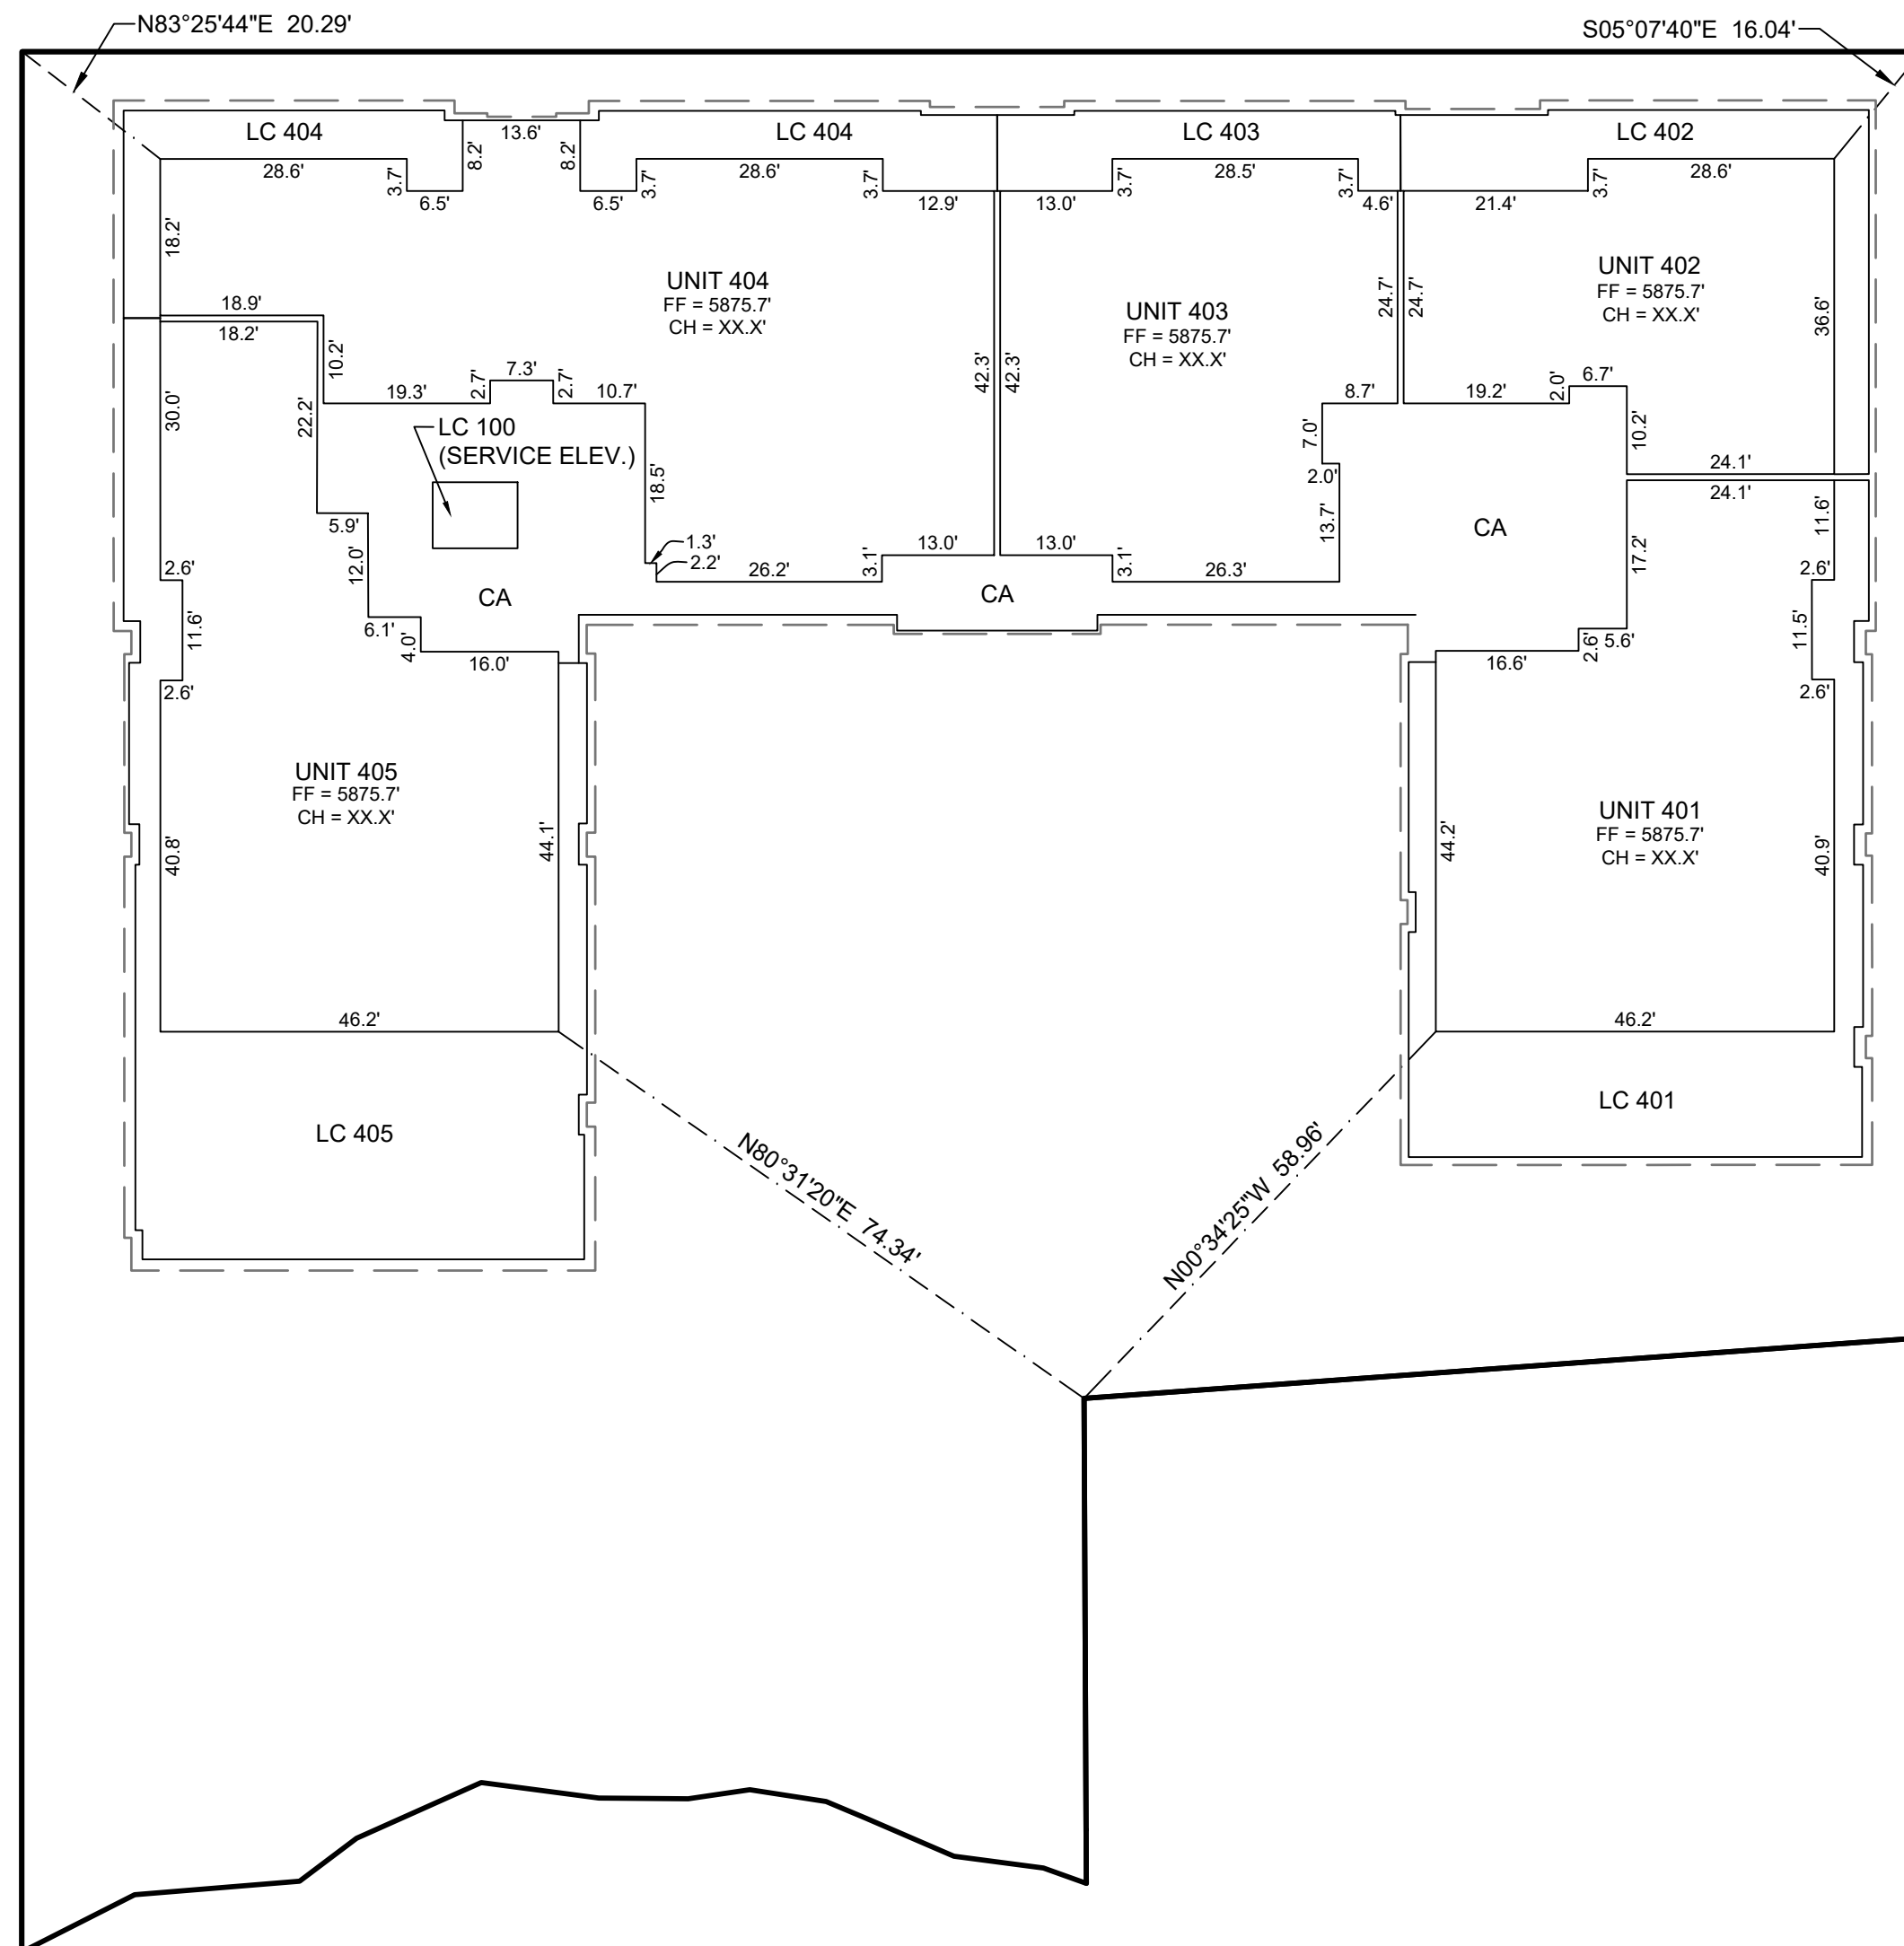 N83°25'44"E 20.29'
S05°07'40"E 16.04'
LC 404
13.6'
LC 404
LC 403
LC 402
8.2'
8.2'
28.6'
3.7'
6.5'
6.5'
3.7'
28.6'
3.7'
12.9'
13.0'
3.7'
28.5'
3.7'
4.6'
21.4'
3.7'
28.6'
18.2'
UNIT 404
FF = 5875.7'
CH = XX.X'
UNIT 403
FF = 5875.7'
CH = XX.X'
24.7'
24.7'
UNIT 402
FF = 5875.7'
CH = XX.X'
36.6'
18.9'
18.2'
10.2'
30.0'
22.2'
19.3'
2.7'
7.3'
2.7'
10.7'
42.3'
42.3'
8.7'
7.0'
2.0'
19.2'
2.0'
6.7'
10.2'
LC 100
(SERVICE ELEV.)
18.5'
13.7'
24.1'
24.1'
11.6'
5.9'
12.0'
CA
17.2'
1.3'
2.2'
26.2'
3.1'
13.0'
13.0'
3.1'
26.3'
2.6'
11.6'
2.6'
CA
CA
2.6'
11.5'
2.6'
6.1'
4.0'
16.0'
16.6'
2.6'
5.6'
UNIT 405
FF = 5875.7'
CH = XX.X'
40.8'
44.1'
44.2'
UNIT 401
FF = 5875.7'
CH = XX.X'
40.9'
46.2'
46.2'
LC 405
LC 401
N80°31'20"E 74.34'
N00°34'25"W 58.96'